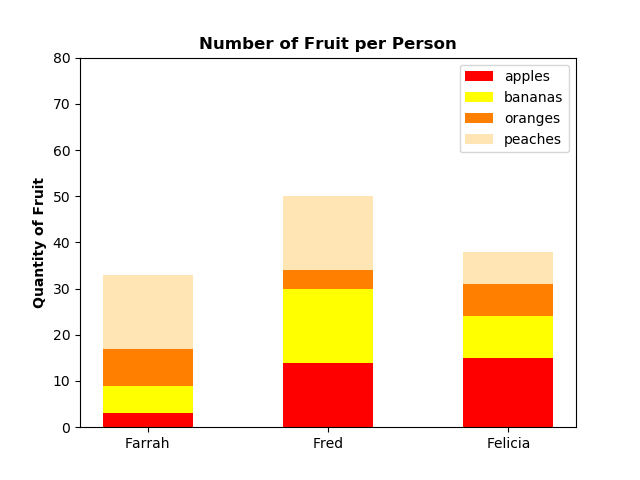 Number of Fruit per Person
apples
bananas
oranges
peaches
Quantity of Fruit
80
70
60
50
40
30
20
10
0
Farrah Fred Felicia